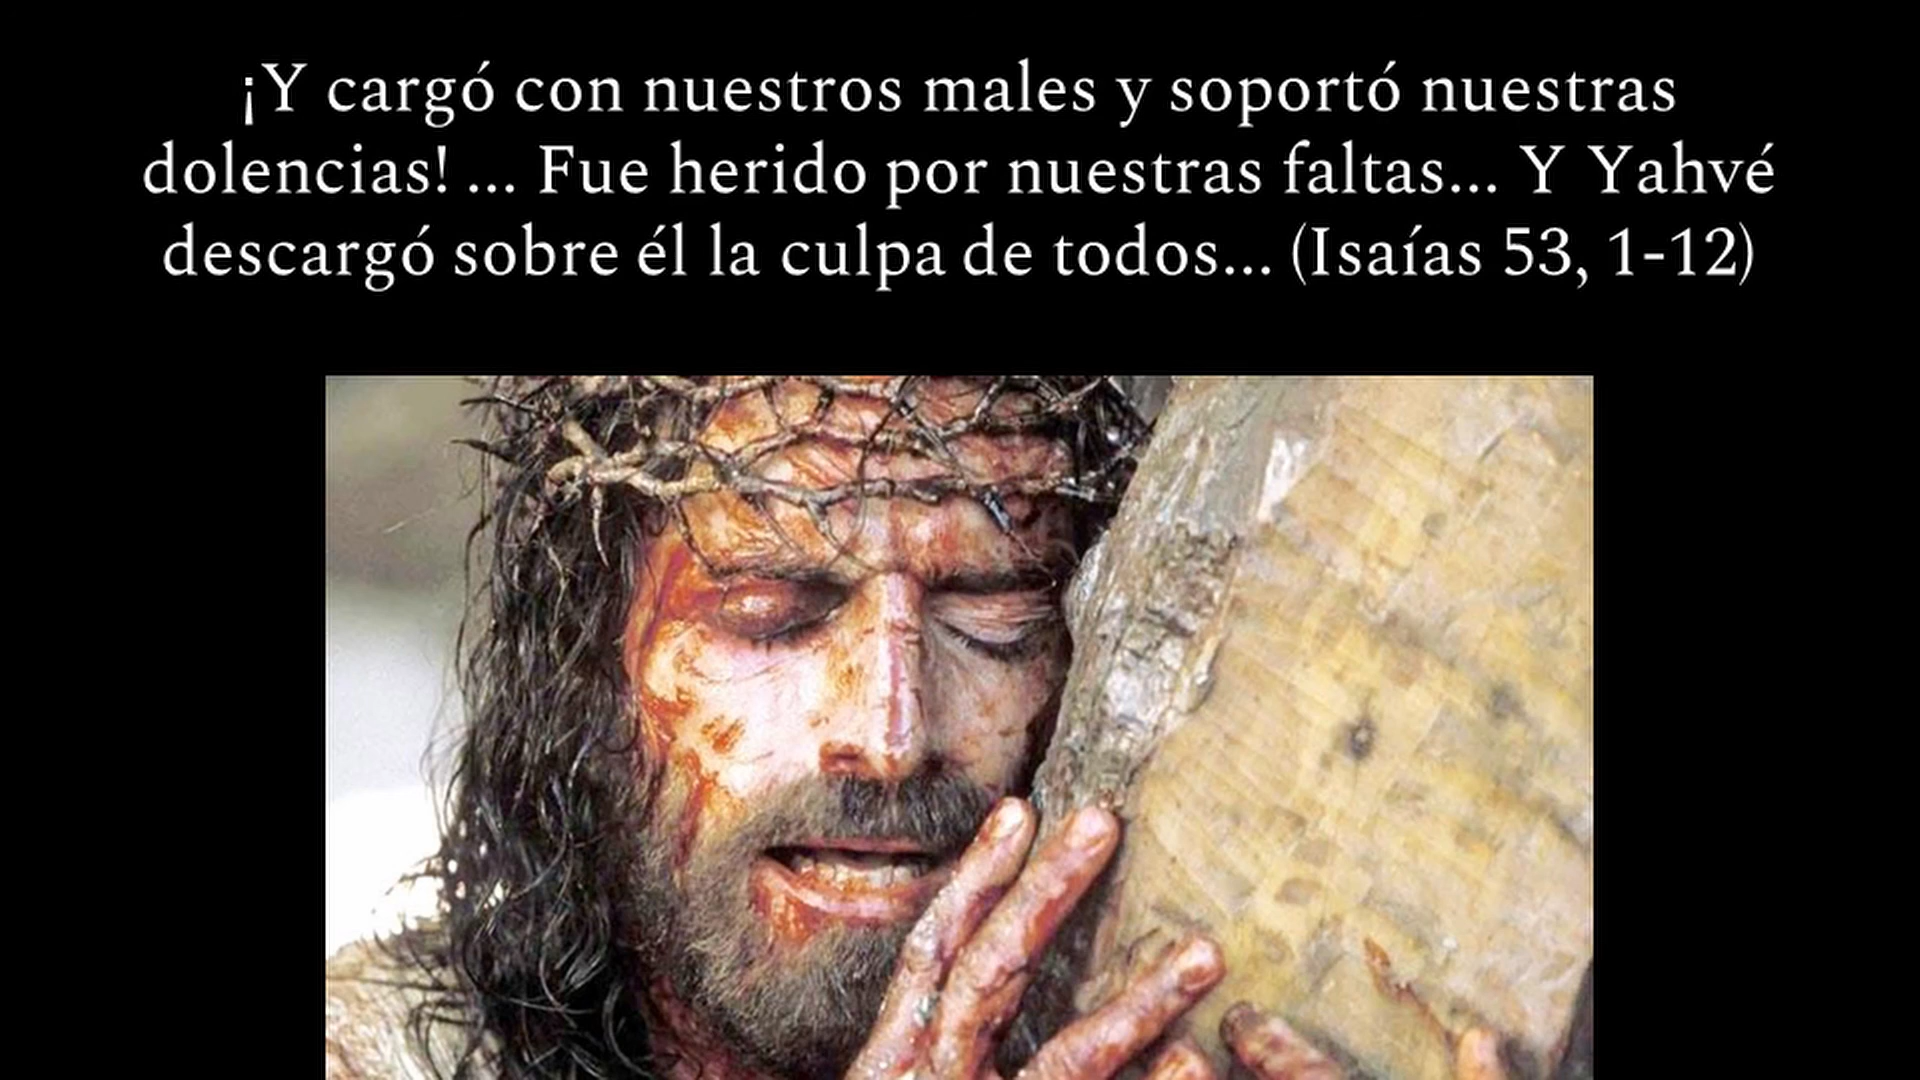 ¡Y cargó con nuestros males y soportó nuestras
dolencias! ... Fue herido por nuestras faltas... Y Yahvé
descargó sobre él la culpa de todos... (Isaías 53, 1-12)